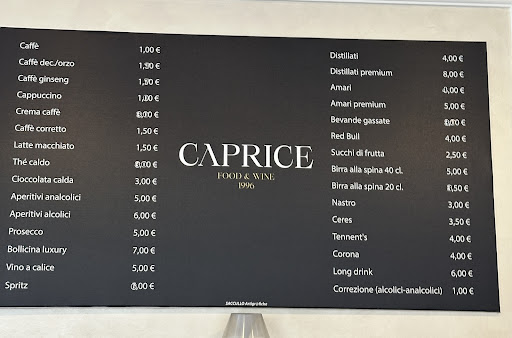 Caffè 1,00 €
Caffè dec./orzo
Caffè ginseng
Cappuccino
Crema caffè
Caffè corretto 1,50 €
Latte macchiato 1,50 €
Thé caldo
Cioccolata calda 3,00 €
Aperitivi analcolici 5,00 €
Aperitivi alcolici 6,00 €
Prosecco 5,00 €
Bollicina luxury 7,00 €
Vino a calice 5,00 €
Spritz
CAPRICE
FOOD & WINE
1996
Distillati 4,00 €
Distillati premium 8,00 €
Amari
Amari premium 5,00 €
Bevande gassate
Red Bull 4,00 €
Succhi di frutta 2,50 €
Birra alla spina 40 cl. 5,00 €
Birra alla spina 20 cl.
Nastro 3,00 €
Ceres 3,50 €
Tennent's 4,00 €
Corona 4,00 €
Long drink 6,00 €
Correzione (alcolici-analcolici) 1,00 €